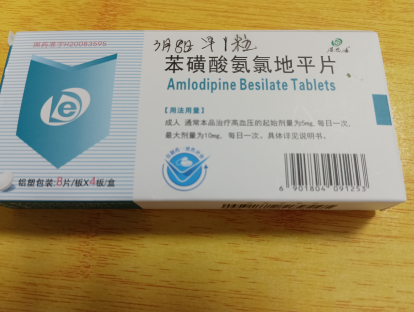 国药准字H20083596
3月8日 早1粒
苯磺酸氨氯地平片
Amlodipine Besilate Tablets
【用法用量】
成人 通常本品治疗高血压的起始剂量为5mg,每日一次,
最大剂量为10mg,每日一次。具体详见说明书。
Le
铝塑包装:8片/板X4板/盒
6 901804 091253